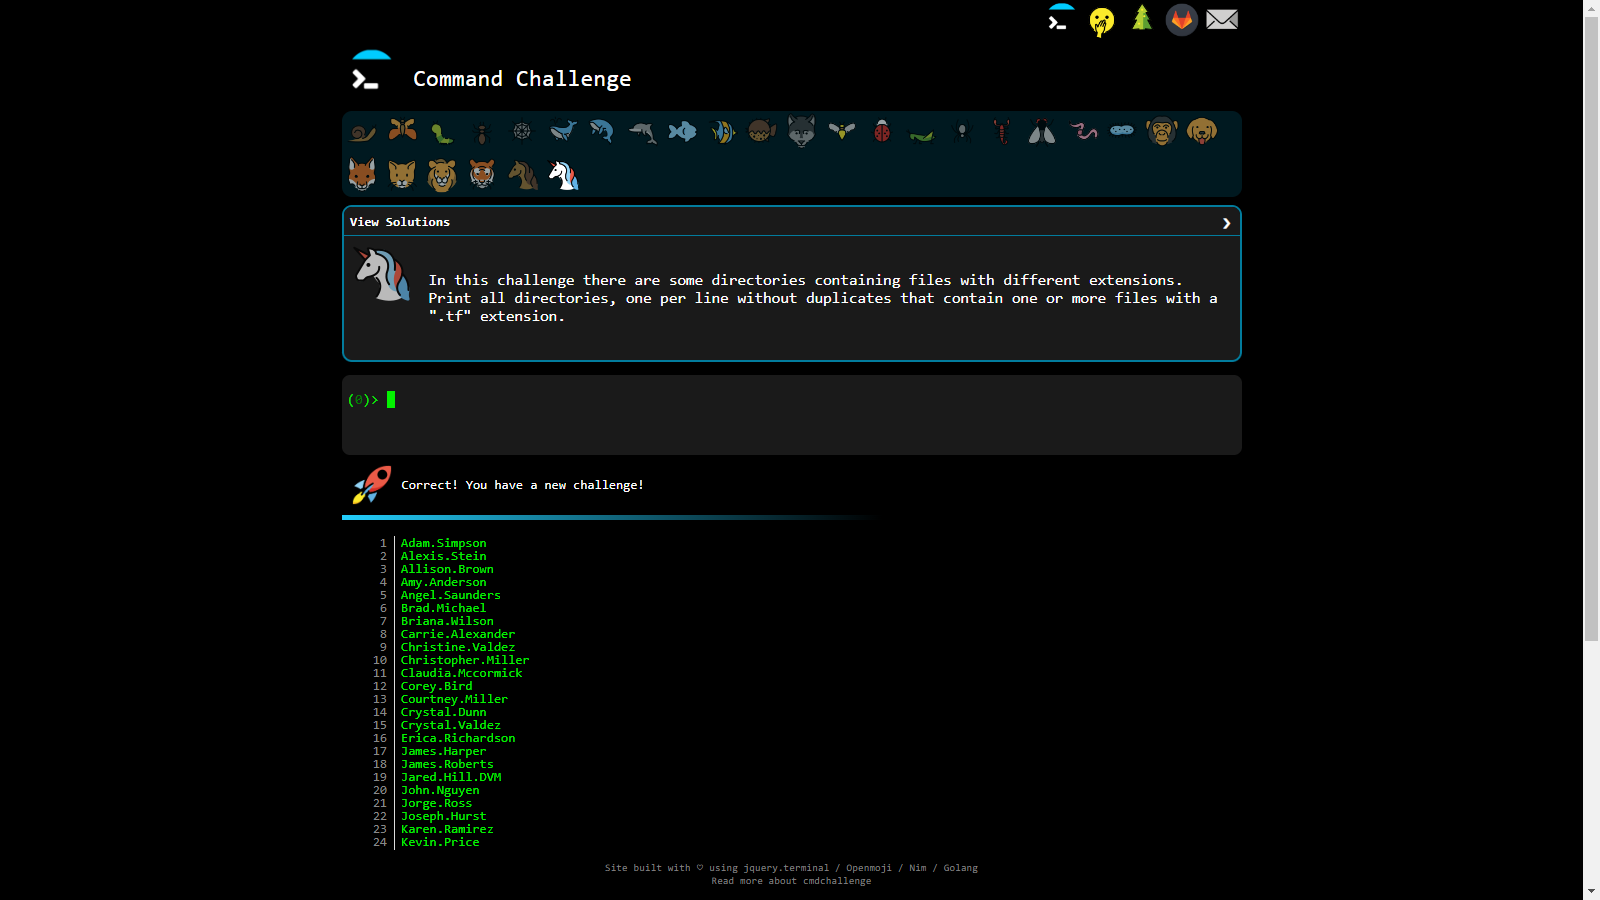 Command Challenge
View Solutions
In this challenge there are some directories containing files with different extensions.
Print all directories, one per line without duplicates that contain one or more files with a
".tf" extension.
(0)>
Correct! You have a new challenge!
1 Adam.Simpson
2 Alexis.Stein
3 Allison.Brown
4 Amy.Anderson
5 Angel.Saunders
6 Brad.Michael
7 Briana.Wilson
8 Carrie.Alexander
9 Christine.Valdez
10 Christopher.Miller
11 Claudia.Mccormick
12 Corey.Bird
13 Courtney.Miller
14 Crystal.Dunn
15 Crystal.Valdez
16 Erica.Richardson
17 James.Harper
18 James.Roberts
19 Jared.Hill.DVM
20 John.Nguyen
21 Jorge.Ross
22 Joseph.Hurst
23 Karen.Ramirez
24 Kevin.Price
Site built with ♡ using jquery.terminal / Openmoji / Nim / Golang
Read more about cmdchallenge